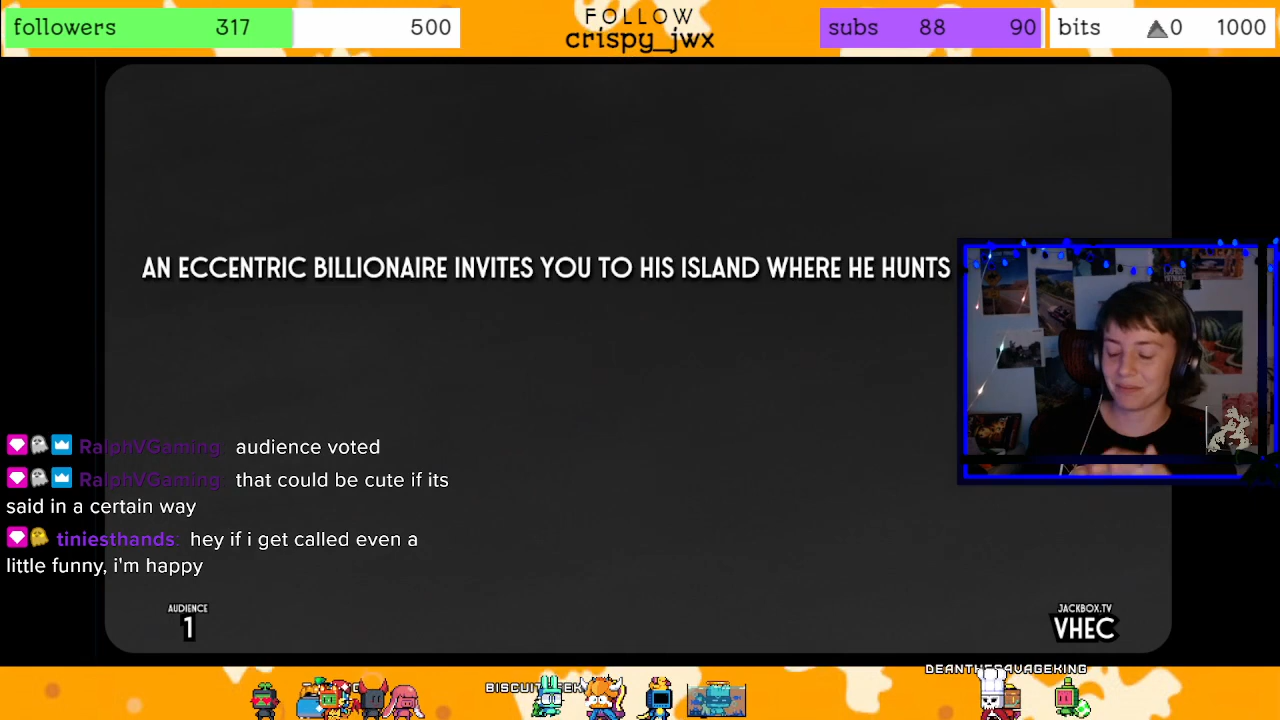 followers 317 500
FOLLOW
crispy_jwx
subs 88 90
bits 0 1000
AN ECCENTRIC BILLIONAIRE INVITES YOU TO HIS ISLAND WHERE HE HUNTS
RalphVGaming: audience voted
RalphVGaming: that could be cute if its
said in a certain way
tiniesthands: hey if i get called even a
little funny, i'm happy
AUDIENCE
1
JACKBOX.TV
VHEC
DEANTHESAVAGEKING